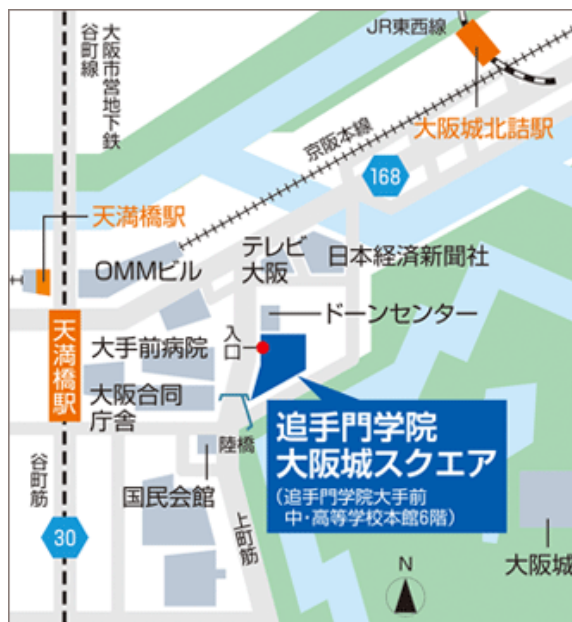 JR東西線
大阪市営地下鉄
谷町線
大阪城北詰駅
京阪本線
168
天満橋駅
テレビ
大阪
日本経済新聞社
OMMビル
ドーンセンター
入口
天満橋駅
大手前病院
大阪合同
庁舎
追手門学院
大阪城スクエア
(追手門学院大手前
中・高等学校本館6階)
陸橋
谷町筋
国民会館
上町筋
30
大阪城
N